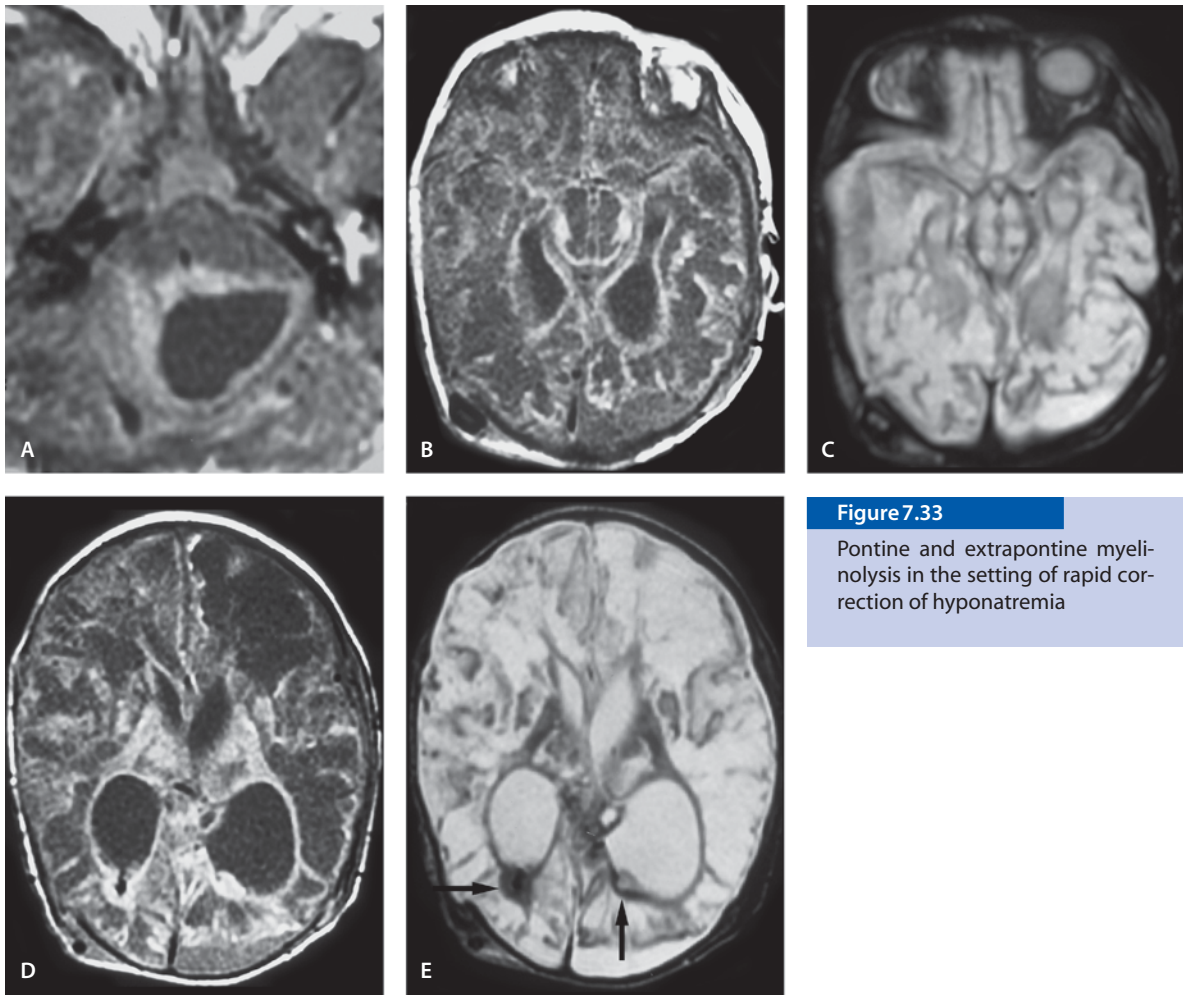 A
B
C
D
E
Figure 7.33
Pontine and extrapontine myeli-
nolysis in the setting of rapid cor-
rection of hyponatremia